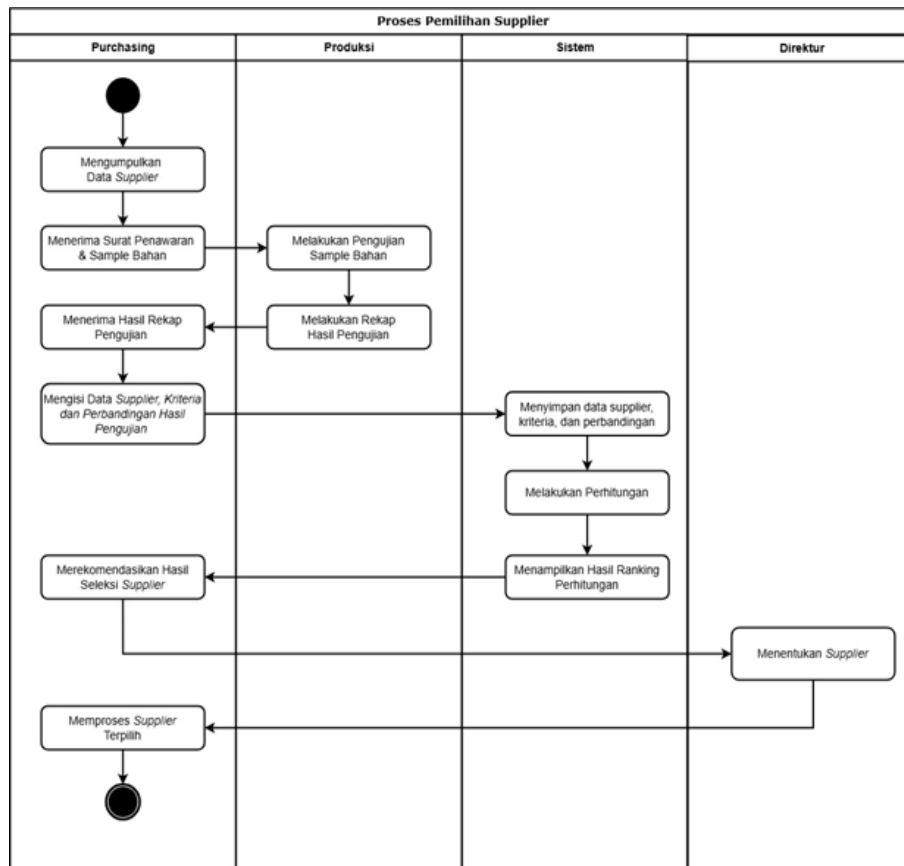 Proses Pemilihan Supplier
Purchasing
Produksi
Sistem
Direktur
Mengumpulkan
Data Supplier
Menerima Surat Penawaran
& Sample Bahan
Melakukan Pengujian
Sample Bahan
Menerima Hasil Rekap
Pengujian
Melakukan Rekap
Hasil Pengujian
Mengisi Data Supplier, Kriteria
dan Perbandingan Hasil
Pengujian
Menyimpan data supplier,
kriteria, dan perbandingan
Melakukan Perhitungan
Merekomendasikan Hasil
Seleksi Supplier
Menampilkan Hasil Ranking
Perhitungan
Menentukan Supplier
Memproses Supplier
Terpilih